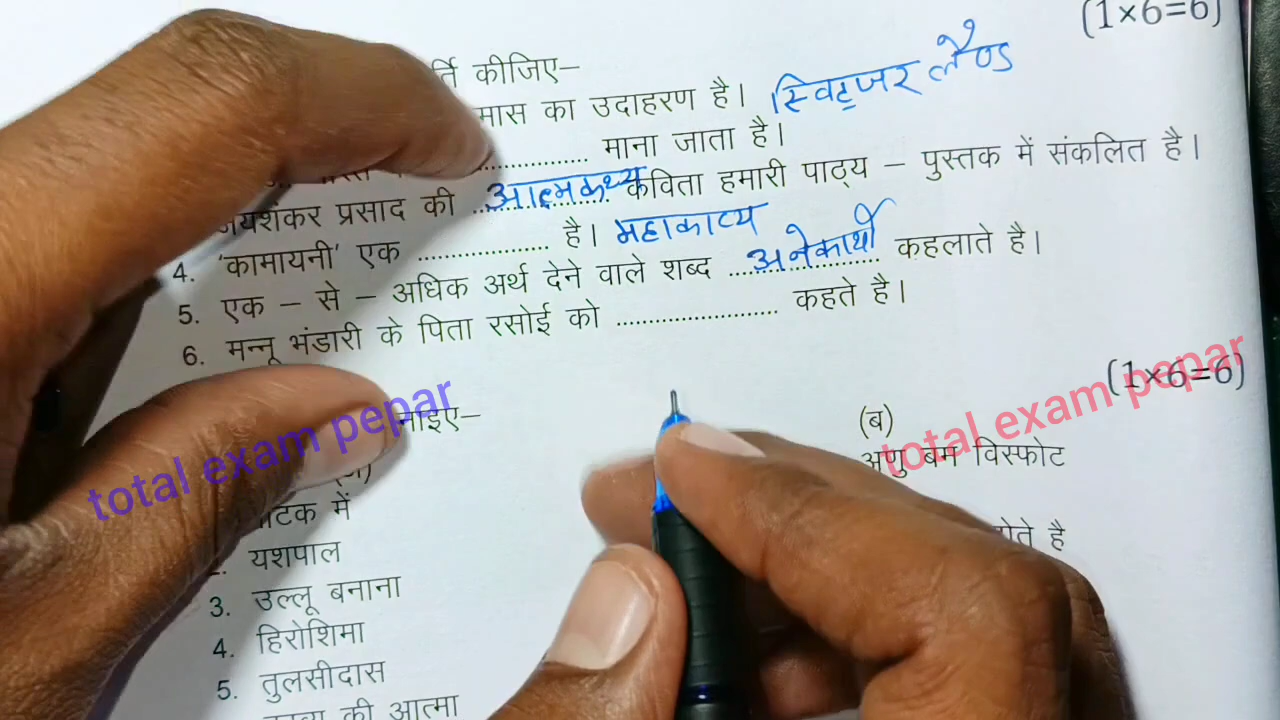 (1×6=6)
कीजिए–
का उदाहरण है। स्विट्जर लैण्ड
............... माना जाता है।
जयशंकर प्रसाद की आत्मकथ्य कविता हमारी पाठ्य – पुस्तक में संकलित है।
4. 'कामायनी' एक .................. है। महाकाव्य
5. एक – से – अधिक अर्थ देने वाले शब्द अनेकार्थी कहलाते है।
6. मन्नू भंडारी के पिता रसोई को ....................... कहते है।
(1×6=6)
(ब)
total exam pepar
total exam pepar
अणु बम विस्फोट
में
यशपाल
है
3. उल्लू बनाना
4. हिरोशिमा
5. तुलसीदास
की आत्मा